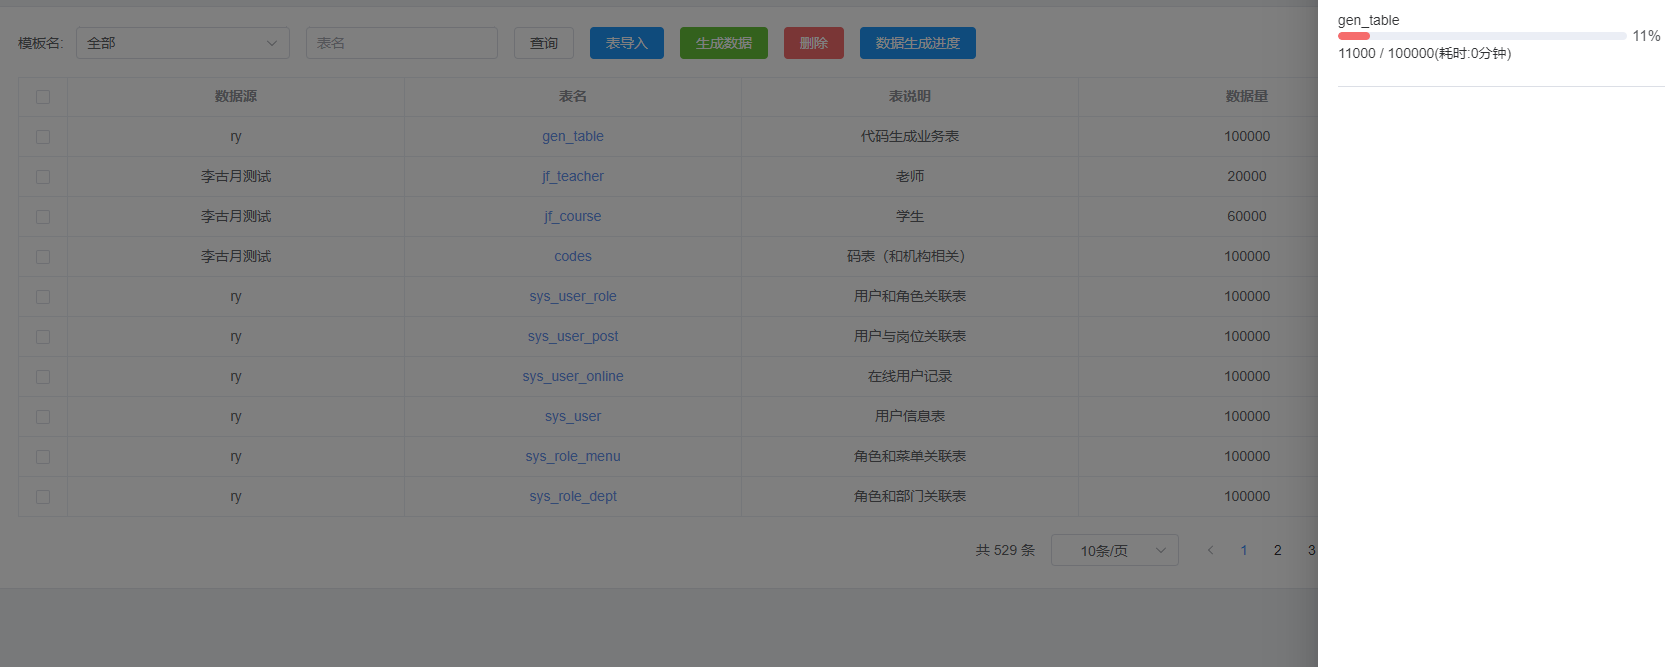 模板名: 全部 表名 查询 表导入 生成数据 删除 数据生成进度
数据源 表名 表说明 数据量
ry gen_table 代码生成业务表 100000
李古月测试 jf_teacher 老师 20000
李古月测试 jf_course 学生 60000
李古月测试 codes 码表（和机构相关） 100000
ry sys_user_role 用户和角色关联表 100000
ry sys_user_post 用户与岗位关联表 100000
ry sys_user_online 在线用户记录 100000
ry sys_user 用户信息表 100000
ry sys_role_menu 角色和菜单关联表 100000
ry sys_role_dept 角色和部门关联表 100000
共 529 条 10条/页 < 1 2 3
gen_table
11%
11000 / 100000(耗时:0分钟)